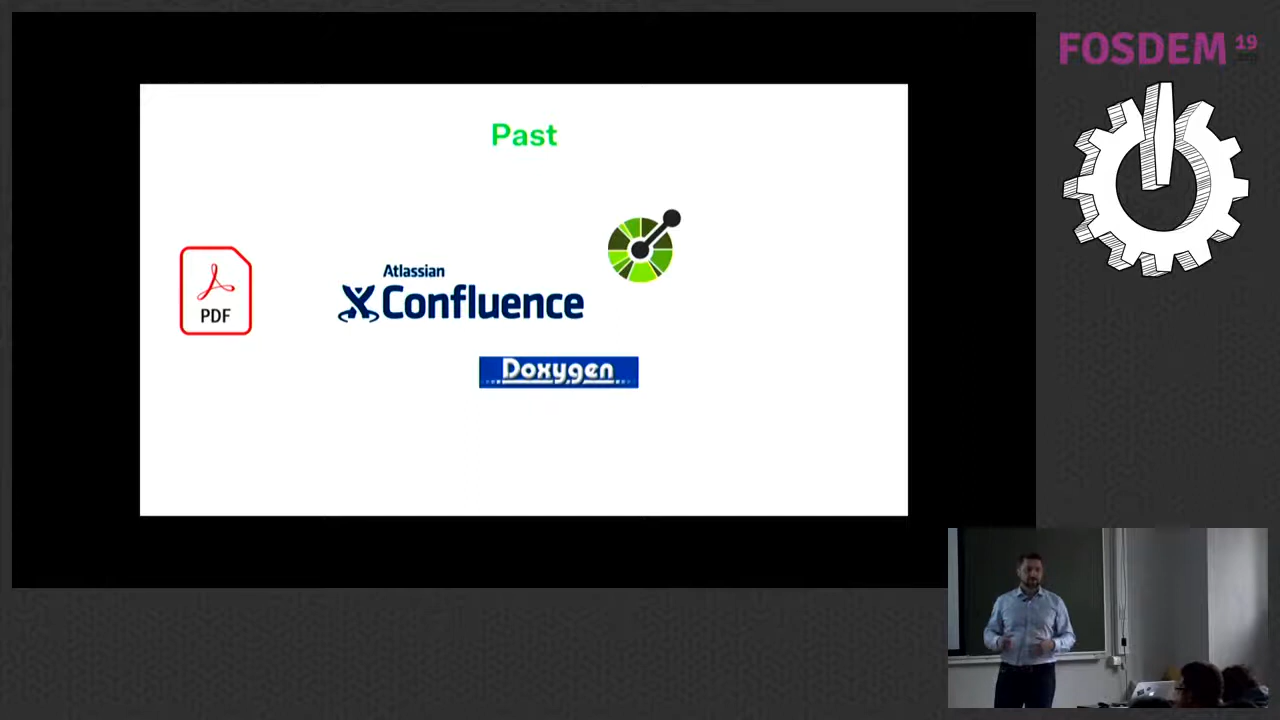 FOSDEM 19
Past
Atlassian
Confluence
PDF
Doxygen